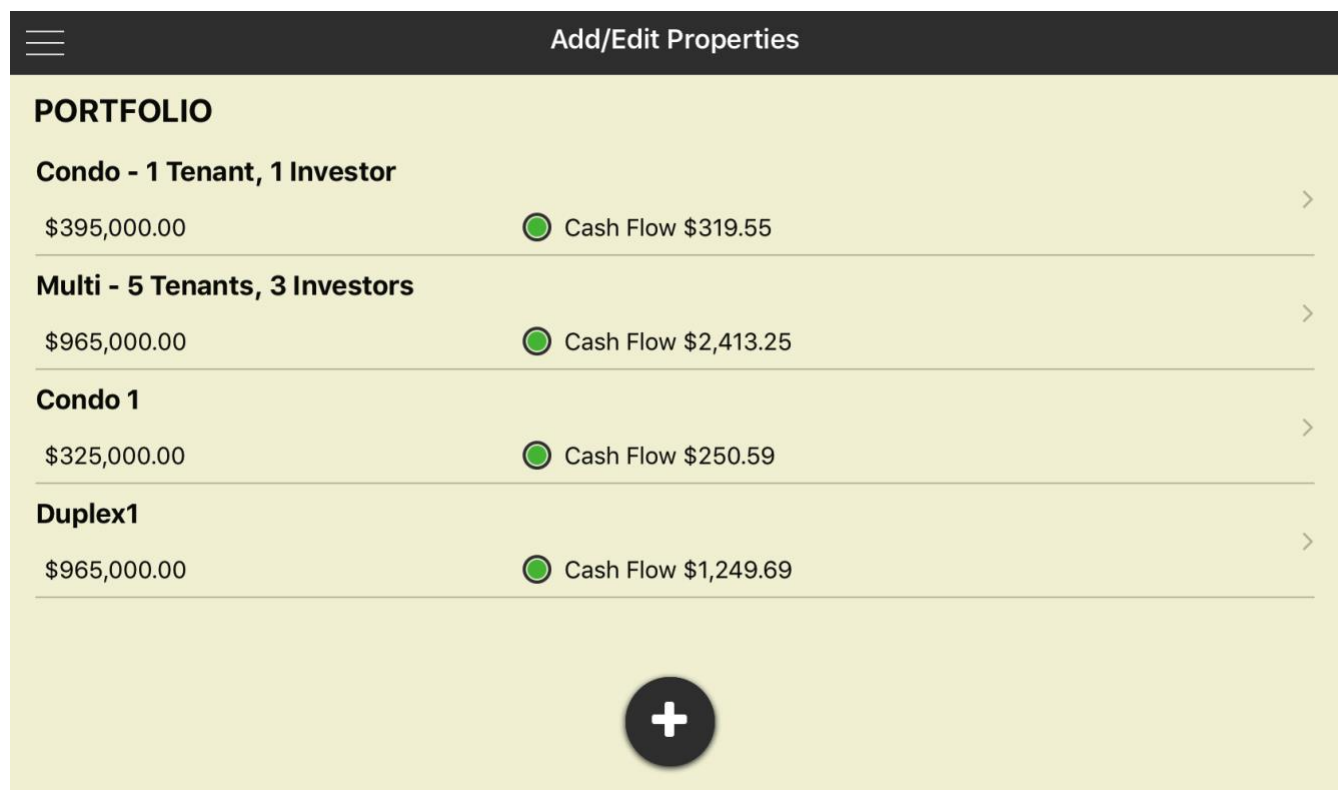 Add/Edit Properties
PORTFOLIO
Condo - 1 Tenant, 1 Investor
$395,000.00 Cash Flow $319.55
Multi - 5 Tenants, 3 Investors
$965,000.00 Cash Flow $2,413.25
Condo 1
$325,000.00 Cash Flow $250.59
Duplex1
$965,000.00 Cash Flow $1,249.69